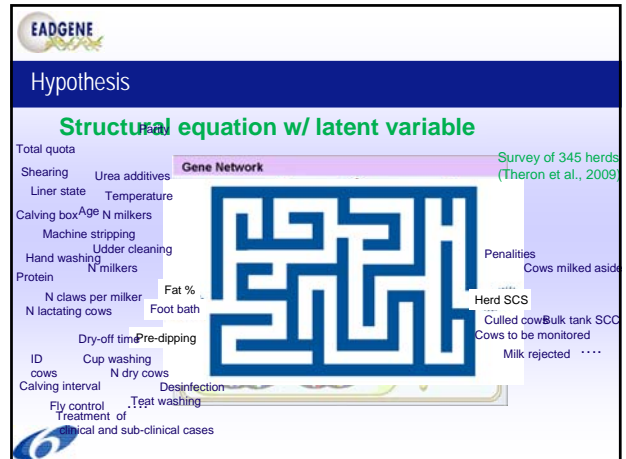 EADGENE
Hypothesis
Structural equation w/ latent variable
Parity
Total quota
Survey of 345 herds
(Theron et al., 2009)
Gene Network
Shearing
Urea additives
Liner state
Temperature
Calving box
Age
N milkers
Machine stripping
Udder cleaning
Hand washing
N milkers
Protein
Penalities
Cows milked aside
Fat %
N claws per milker
Herd SCS
N lactating cows
Foot bath
Culled cows
Bulk tank SCC
Dry-off time
Pre-dipping
Cows to be monitored
ID
cows
Cup washing
Milk rejected
....
N dry cows
Calving interval
Desinfection
Fly control
....
Teat washing
Treatment of
clinical and sub-clinical cases
6